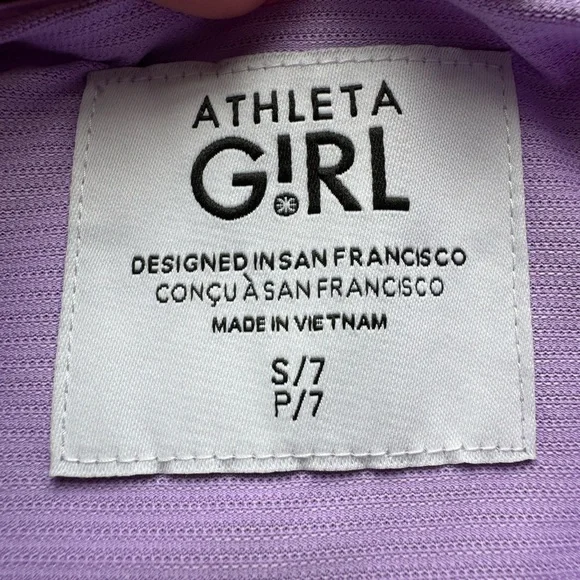 ATHLETA
G!RL
DESIGNED IN SAN FRANCISCO
CONÇU À SAN FRANCISCO
MADE IN VIETNAM
S/7
P/7